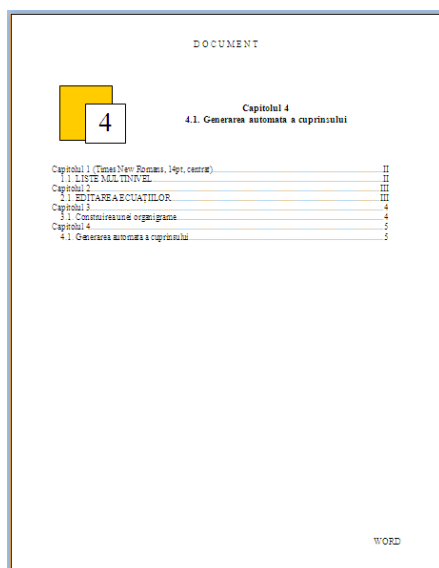 DOCUMENT
4
Capitolul 4
4.1. Generarea automata a cuprinsului
Capitolul 1 (Times New Romans, 14pt, centrat) II
1.1. LISTE MULTINIVEL II
Capitolul 2 III
2.1. EDITAREA ECUAȚIILOR III
Capitolul 3 4
3.1. Construirea unei organigrame 4
Capitolul 4 5
4.1. Generarea automata a cuprinsului 5
WORD